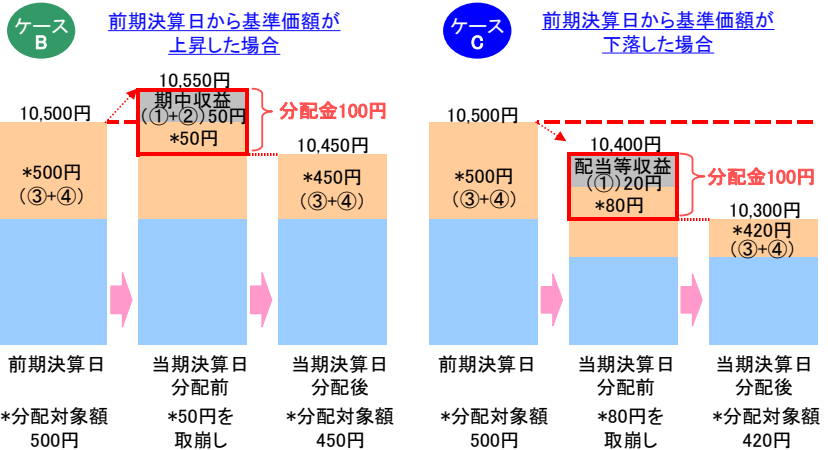 ケース
B
前期決算日から基準価額が
上昇した場合
10,550円
10,500円
期中収益
(①+②)50円
*50円
分配金100円
10,450円
*500円
(③+④)
*450円
(③+④)
前期決算日
当期決算日
分配前
当期決算日
分配後
*分配対象額
500円
*50円を
取崩し
*分配対象額
450円
ケース
C
前期決算日から基準価額が
下落した場合
10,500円
10,400円
配当等収益
(①)20円
*80円
分配金100円
10,300円
*500円
(③+④)
*420円
(③+④)
前期決算日
当期決算日
分配前
当期決算日
分配後
*分配対象額
500円
*80円を
取崩し
*分配対象額
420円